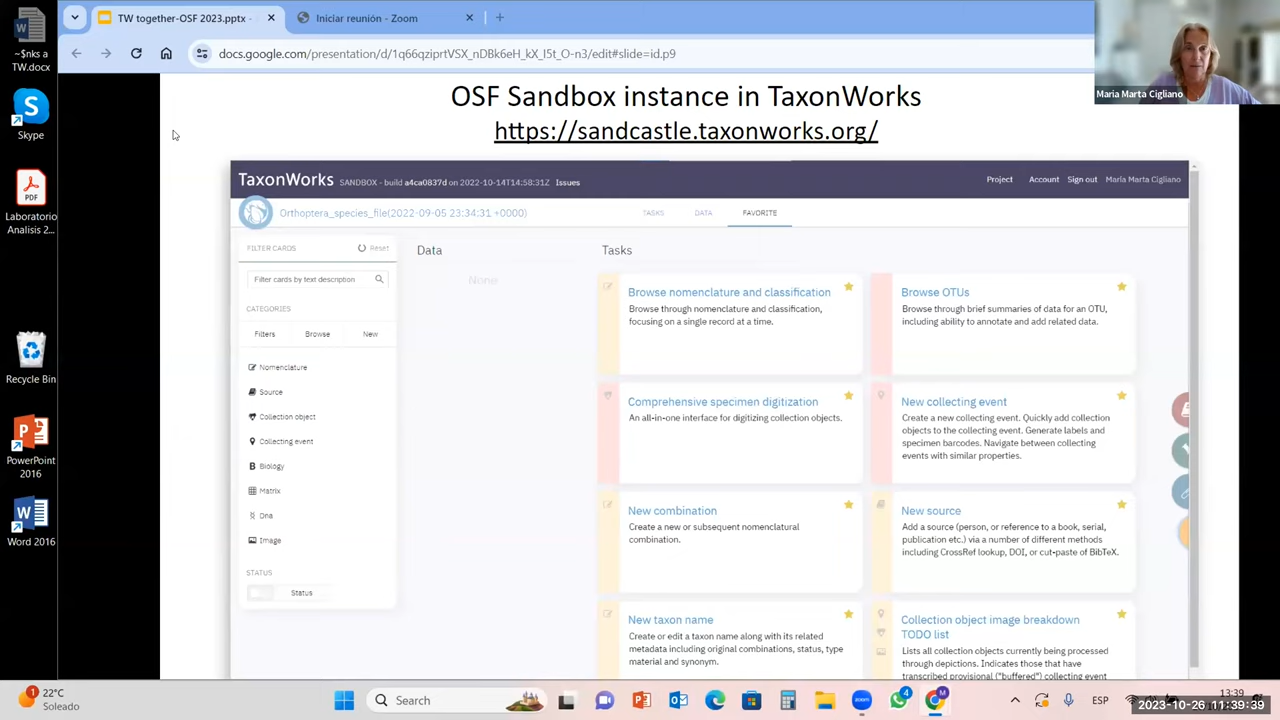 ~$nks a
TW.docx
Skype
Laboratorio
Analisis 2...
Recycle Bin
PowerPoint
2016
Word 2016
TW together-OSF 2023.pptx -
Iniciar reunión - Zoom
docs.google.com/presentation/d/1q66qziprtVSX_nDBk6eH_kX_I5t_O-n3/edit#slide=id.p9
Maria Marta Cigliano
OSF Sandbox instance in TaxonWorks
https://sandcastle.taxonworks.org/
TaxonWorks SANDBOX - build a4ca0837d on 2022-10-14T14:58:31Z Issues
Project Account Sign out María Marta Cigliano
Orthoptera_species_file(2022-09-05 23:34:31 +0000)
TASKS DATA FAVORITE
FILTER CARDS Reset
Filter cards by text description
CATEGORIES
Filters Browse New
Nomenclature
Source
Collection object
Collecting event
Biology
Matrix
Dna
Image
STATUS
Status
Data
None
Tasks
Browse nomenclature and classification
Browse through nomenclature and classification,
focusing on a single record at a time.
Browse OTUs
Browse through brief summaries of data for an OTU,
including ability to annotate and add related data.
Comprehensive specimen digitization
An all-in-one interface for digitizing collection objects.
New collecting event
Create a new collecting event. Quickly add collection
objects to the collecting event. Generate labels and
specimen barcodes. Navigate between collecting
events with similar properties.
New combination
Create a new or subsequent nomenclatural
combination.
New source
Add a source (person, or reference to a book, serial,
publication etc.) via a number of different methods
including CrossRef lookup, DOI, or cut-paste of BibTeX.
New taxon name
Create or edit a taxon name along with its related
metadata including original combinations, status, type
material and synonym.
Collection object image breakdown
TODO list
Lists all collection objects currently being processed
through depictions. Indicates those that have
transcribed provisional ("buffered") collecting event
1
22°C
Soleado
Search
4
M
ESP
13:39
2023-10-26 11:39:39